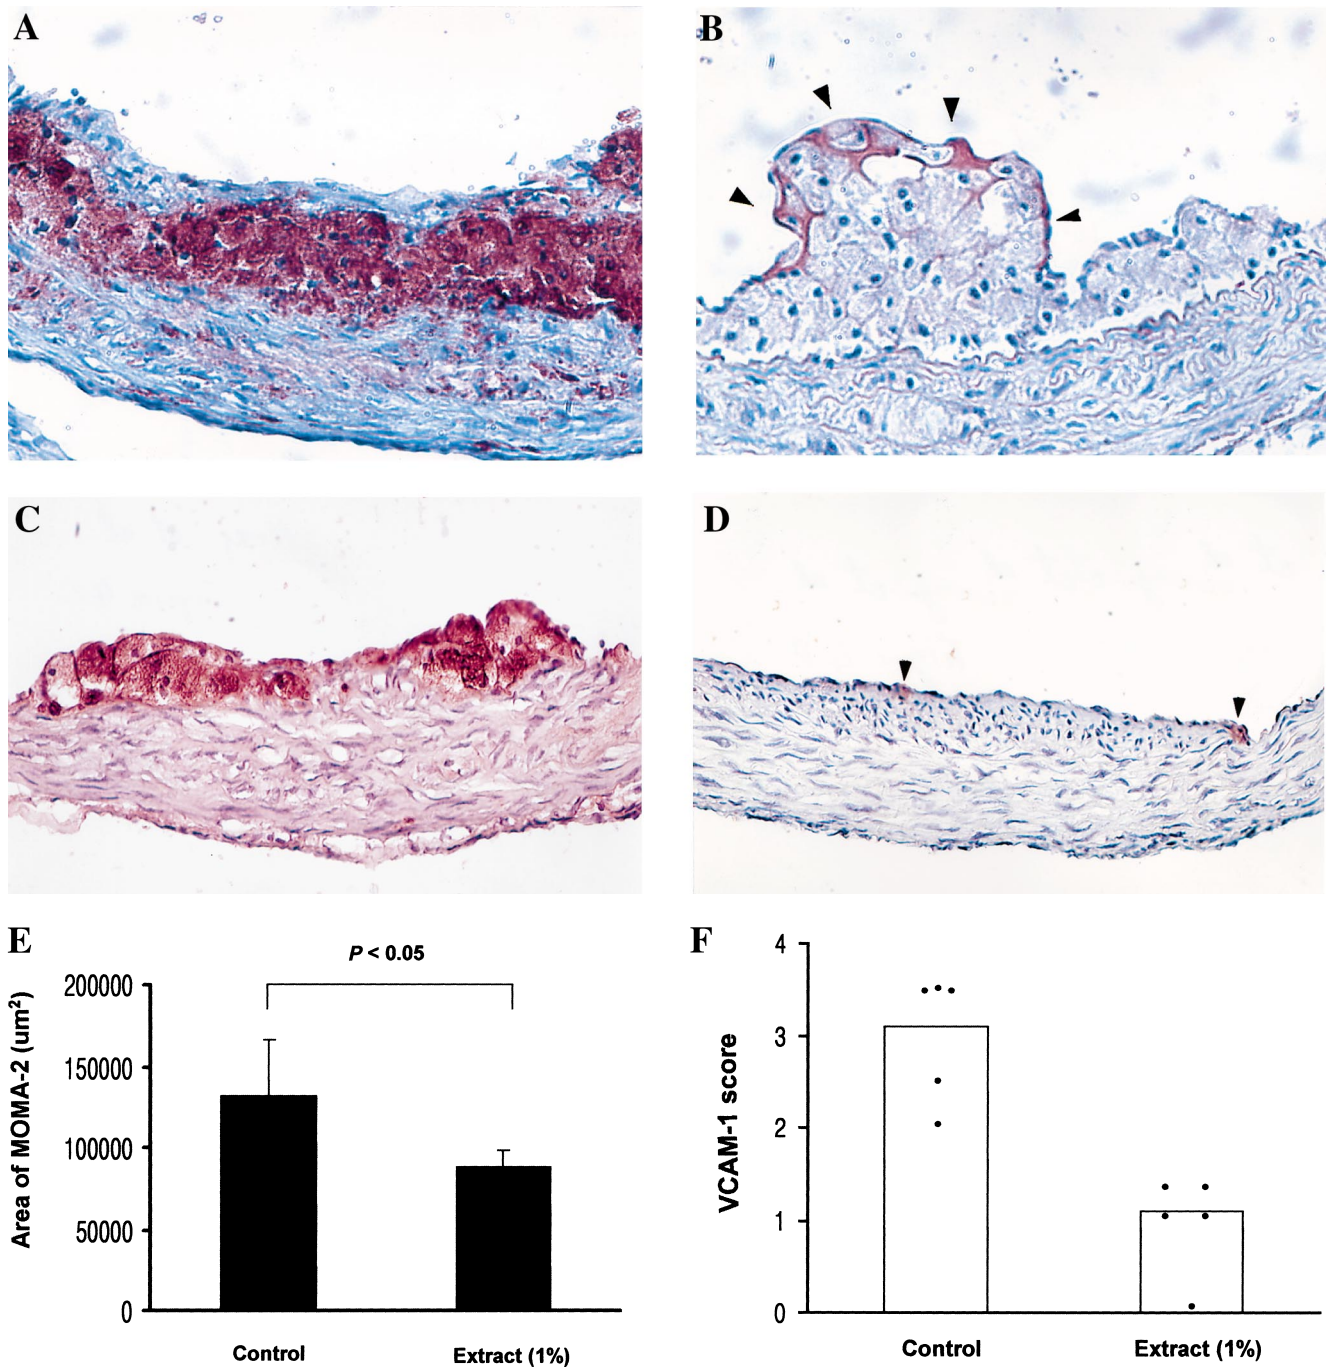 A
B
C
D
E
P < 0.05
Area of MOMA-2 (um²)
200000
150000
100000
50000
0
Control
Extract (1%)
F
VCAM-1 score
4
3
2
1
0
Control
Extract (1%)